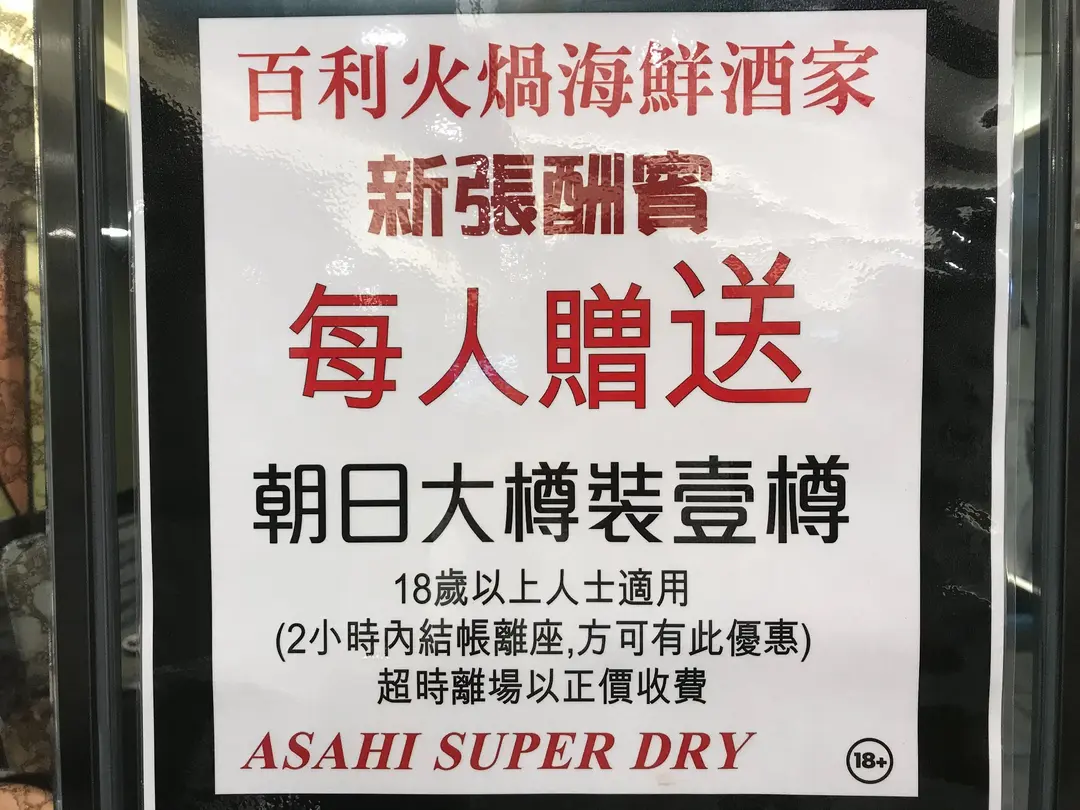 百利火煱海鮮酒家
新張酬賓
每人贈送
朝日大樽裝壹樽
18歲以上人士適用
(2小時內結帳離座,方可有此優惠)
超時離場以正價收費
ASAHI SUPER DRY
18+